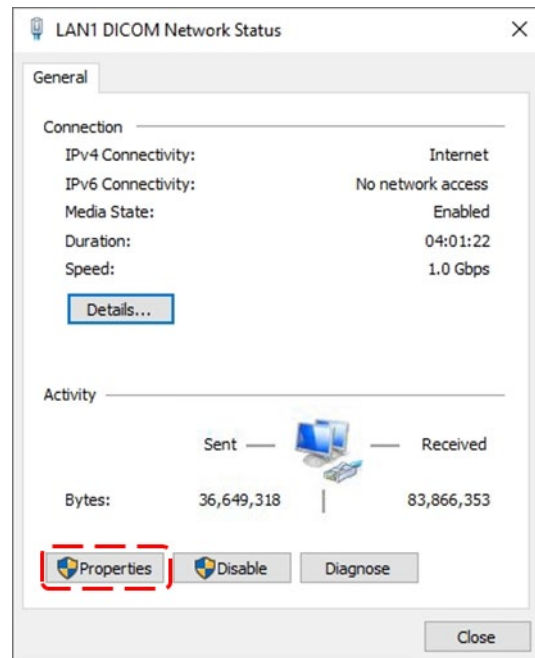 LAN1 DICOM Network Status
General
Connection
IPv4 Connectivity: Internet
IPv6 Connectivity: No network access
Media State: Enabled
Duration: 04:01:22
Speed: 1.0 Gbps
Details...
Activity
Sent Received
Bytes: 36,649,318 83,866,353
Properties Disable Diagnose
Close